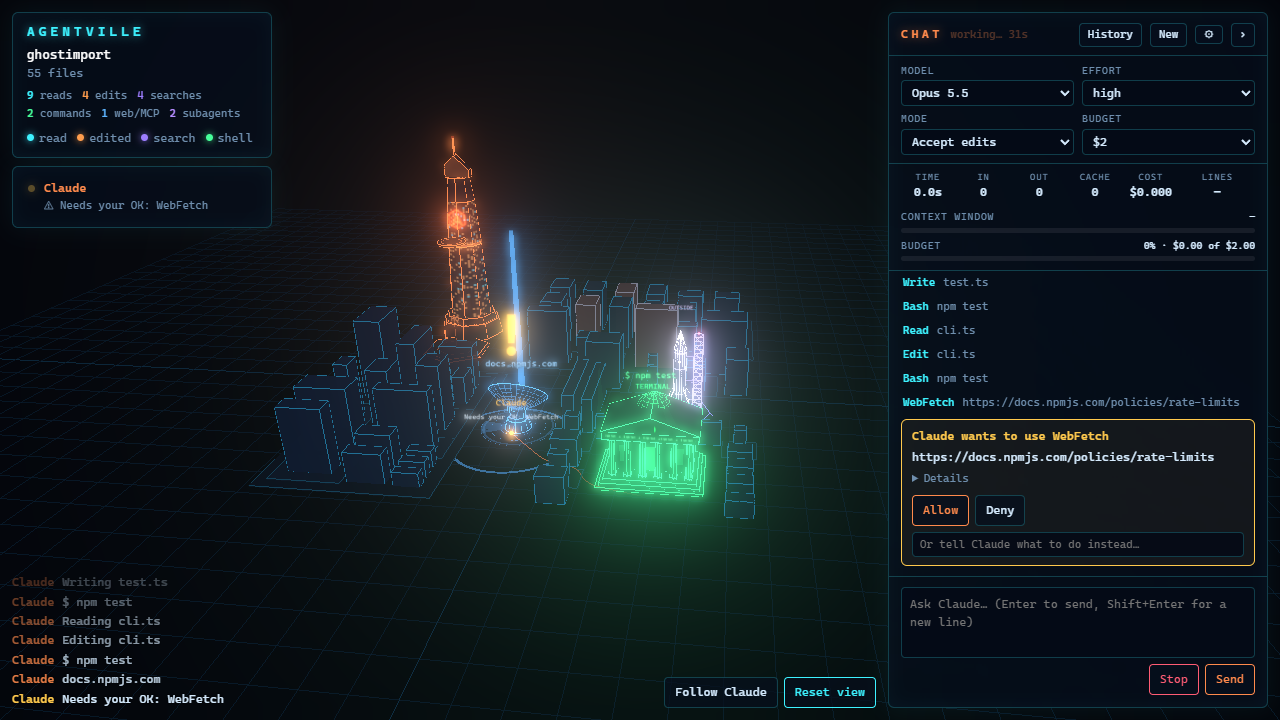 AGENTVILLE
ghostimport
55 files
9 reads 4 edits 4 searches
2 commands 1 web/MCP 2 subagents
read edited search shell
Claude
⚠ Needs your OK: WebFetch
OUTSIDE
docs.npmjs.com
$ npm test
TERMINAL
Claude
Needs your OK: WebFetch
Claude Writing test.ts
Claude $ npm test
Claude Reading cli.ts
Claude Editing cli.ts
Claude $ npm test
Claude docs.npmjs.com
Claude Needs your OK: WebFetch
Follow Claude
Reset view
CHAT working… 31s
History
New
MODEL EFFORT
Opus 5.5 high
MODE BUDGET
Accept edits $2
TIME IN OUT CACHE COST LINES
0.0s 0 0 0 $0.000 —
CONTEXT WINDOW —
BUDGET 0% · $0.00 of $2.00
Write test.ts
Bash npm test
Read cli.ts
Edit cli.ts
Bash npm test
WebFetch https://docs.npmjs.com/policies/rate-limits
Claude wants to use WebFetch
https://docs.npmjs.com/policies/rate-limits
Details
Allow
Deny
Or tell Claude what to do instead…
Ask Claude… (Enter to send, Shift+Enter for a
new line)
Stop
Send